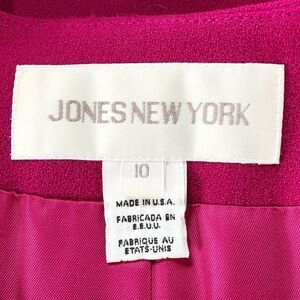 JONES NEW YORK
10
MADE IN U.S.A.
FABRICADA EN
E.E.U.U.
FABRIQUE AU
ETATS-UNIS